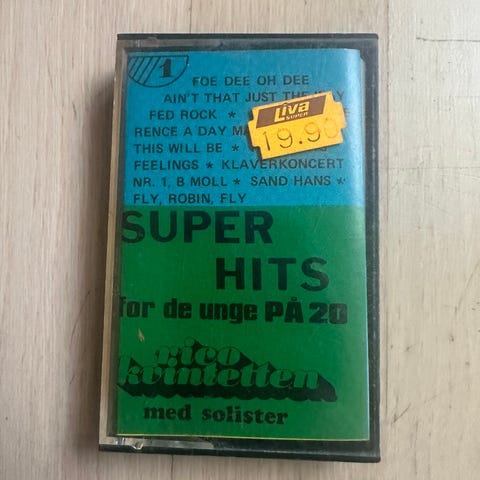 1
FOE DEE OH DEE
AIN'T THAT JUST THE WAY
FED ROCK *
RENCE A DAY
THIS WILL BE *
FEELINGS * KLAVERKONCERT
NR. 1, B MOLL * SAND HANS *
FLY, ROBIN, FLY
Liva
SUPER
19.90
SUPER
HITS
for de unge PÅ 20
rico
kvintetten
med solister